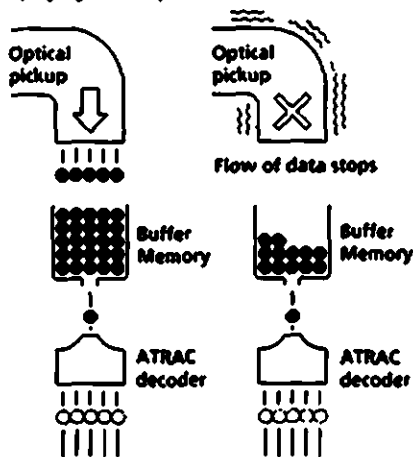 Optical
pickup
Optical
pickup
Flow of data stops
Buffer
Memory
Buffer
Memory
ATRAC
decoder
ATRAC
decoder